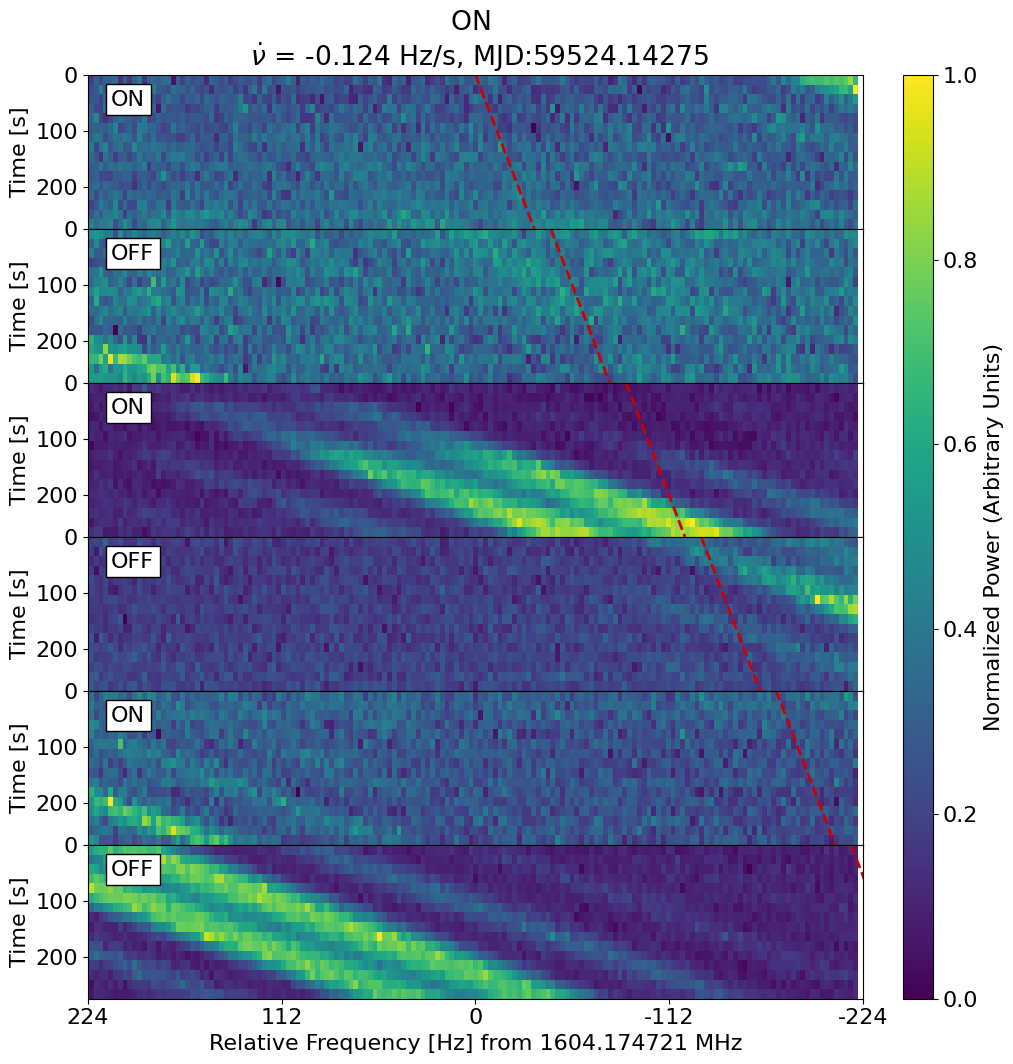 ON
ν̇ = -0.124 Hz/s, MJD:59524.14275
ON
OFF
ON
OFF
ON
OFF
0
100
200
0
100
200
0
100
200
0
100
200
0
100
200
0
100
200
Time [s]
Time [s]
Time [s]
Time [s]
Time [s]
Time [s]
224
112
0
-112
-224
Relative Frequency [Hz] from 1604.174721 MHz
1.0
0.8
0.6
0.4
0.2
0.0
Normalized Power (Arbitrary Units)